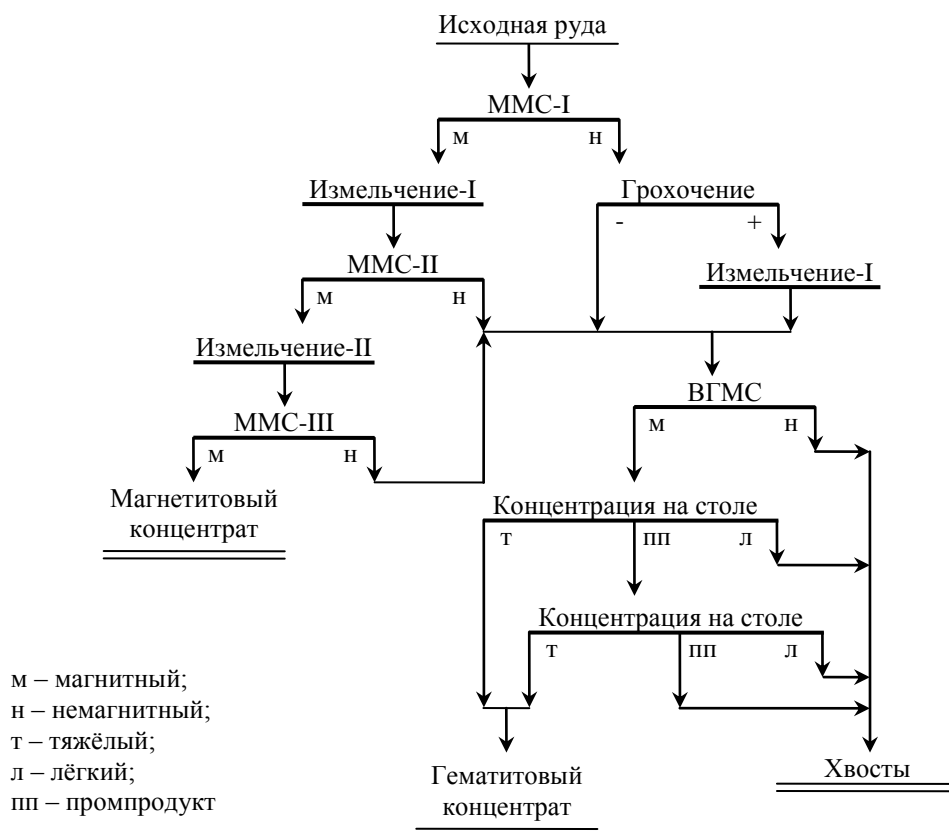 Исходная руда
ММС-I
м н
Измельчение-I Грохочение
- +
ММС-II Измельчение-I
м н
Измельчение-II
ВГМС
ММС-III м н
м н
Магнетитовый
концентрат
Концентрация на столе
т пп л
Концентрация на столе
т пп л
м – магнитный;
н – немагнитный;
т – тяжёлый;
л – лёгкий;
пп – промпродукт
Гематитовый
концентрат
Хвосты